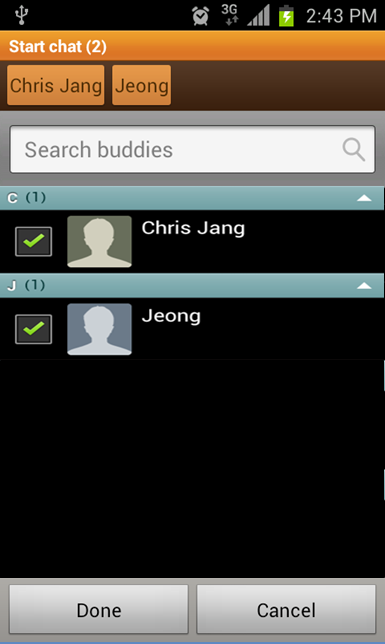 3G 2:43 PM
Start chat (2)
Chris Jang Jeong
Search buddies
C (1)
Chris Jang
J (1)
Jeong
Done Cancel